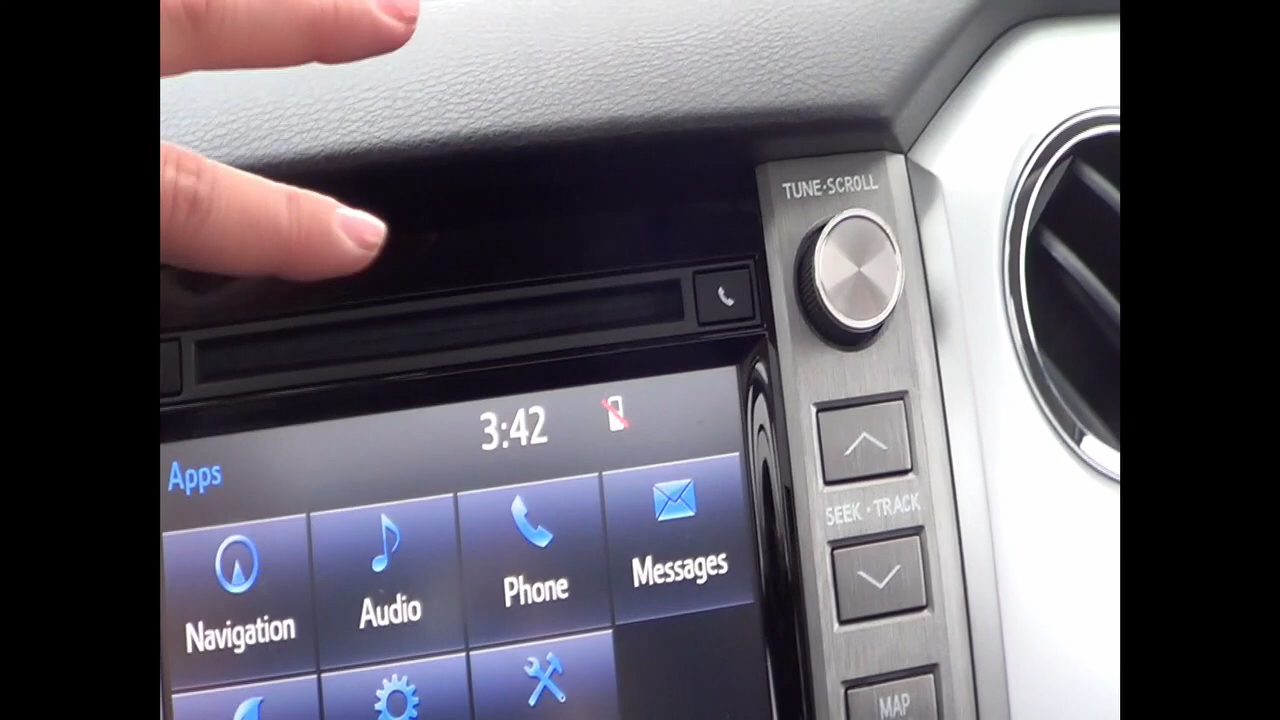 TUNE·SCROLL
3:42
Apps
Navigation
Audio
Phone
Messages
SEEK · TRACK
MAP